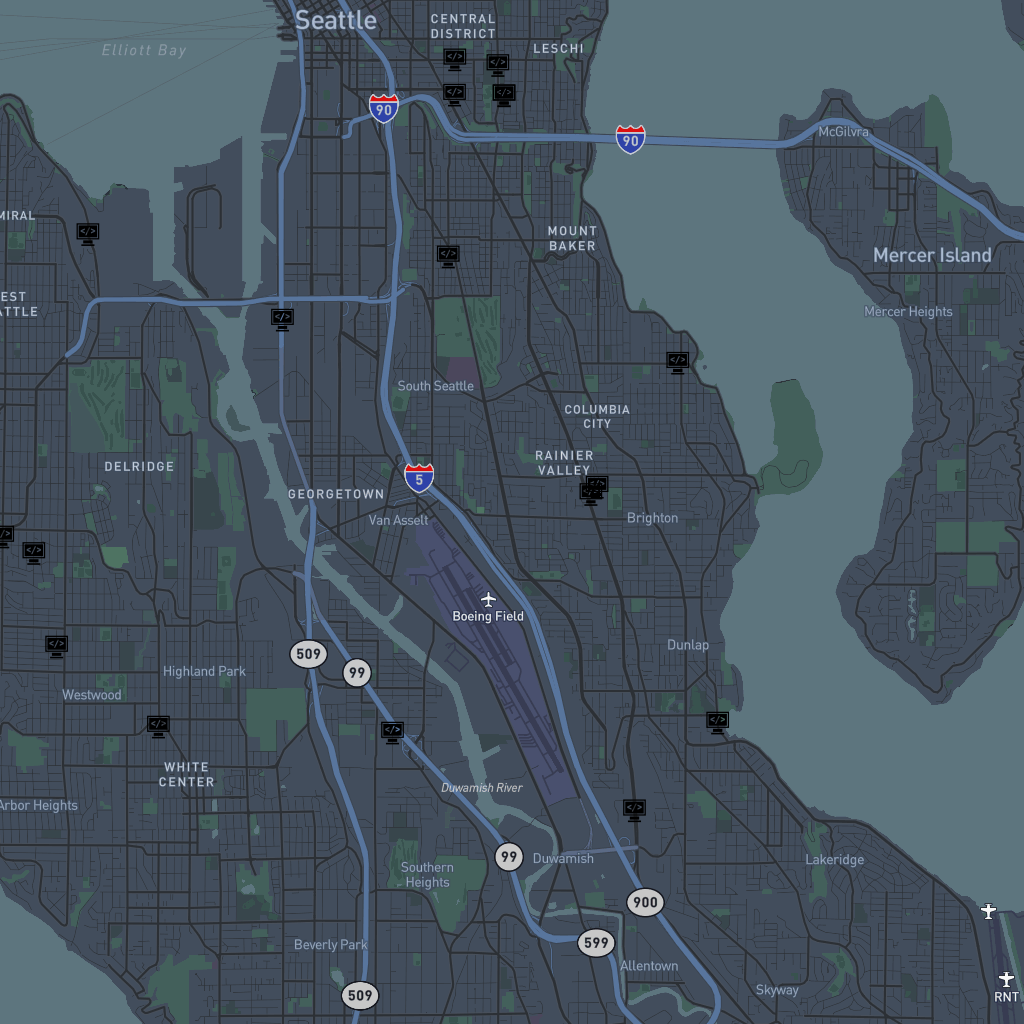 Seattle
CENTRAL
DISTRICT
LESCHI
Elliott Bay
</>
</>
</>
</>
90
90
McGilvra
MIRAL
</>
MOUNT
BAKER
</>
Mercer Island
EST
ATTLE
</>
Mercer Heights
</>
South Seattle
COLUMBIA
CITY
DELRIDGE
RAINIER
VALLEY
5
GEORGETOWN
</>
</>
Van Asselt
Brighton
</>
</>
Boeing Field
</>
509
99
Dunlap
Highland Park
Westwood
</>
</>
</>
WHITE
CENTER
Duwamish River
Arbor Heights
</>
99
Duwamish
Lakeridge
Southern
Heights
900
Beverly Park
599
Allentown
509
Skyway
RNT